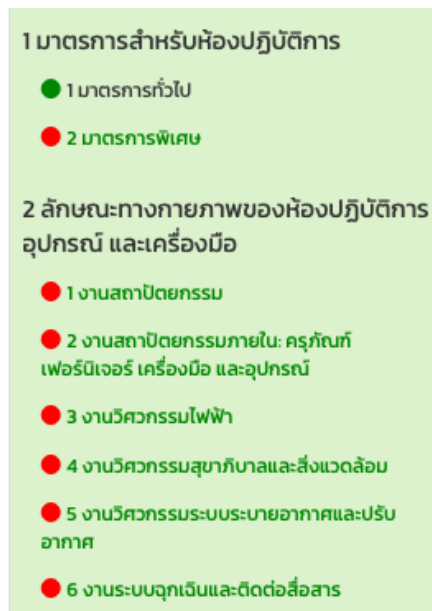 1 มาตรการสำหรับห้องปฏิบัติการ
1 มาตรการทั่วไป
2 มาตรการพิเศษ
2 ลักษณะทางกายภาพของห้องปฏิบัติการ
อุปกรณ์ และเครื่องมือ
1 งานสถาปัตยกรรม
2 งานสถาปัตยกรรมภายใน: ครุภัณฑ์
เฟอร์นิเจอร์ เครื่องมือ และอุปกรณ์
3 งานวิศวกรรมไฟฟ้า
4 งานวิศวกรรมสุขาภิบาลและสิ่งแวดล้อม
5 งานวิศวกรรมระบบระบายอากาศและปรับ
อากาศ
6 งานระบบฉุกเฉินและติดต่อสื่อสาร